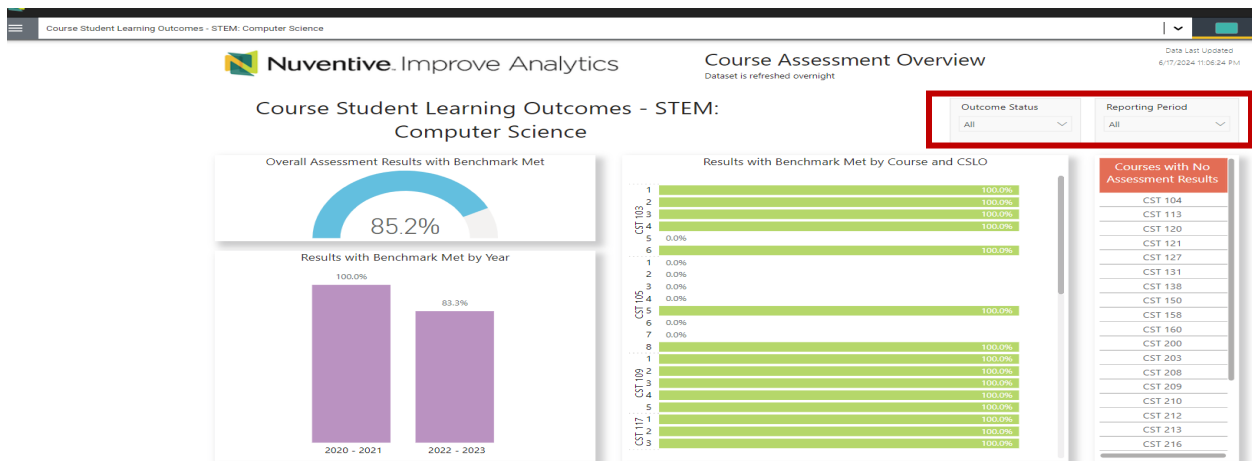 Course Student Learning Outcomes - STEM: Computer Science
Data Last Updated
6/17/2024 11:06:24 PM
Nuventive. Improve Analytics
Course Assessment Overview
Dataset is refreshed overnight
Course Student Learning Outcomes - STEM:
Computer Science
Outcome Status
All
Reporting Period
All
Overall Assessment Results with Benchmark Met
85.2%
Results with Benchmark Met by Year
100.0%
83.3%
2020 - 2021
2022 - 2023
Results with Benchmark Met by Course and CSLO
CST 103
1 100.0%
2 100.0%
3 100.0%
4 100.0%
5 0.0%
6 100.0%
CST 105
1 0.0%
2 0.0%
3 0.0%
4 0.0%
5 100.0%
6 0.0%
7 0.0%
8 100.0%
CST 109
1 100.0%
2 100.0%
3 100.0%
4 100.0%
5 100.0%
CST 117
1 100.0%
2 100.0%
3 100.0%
Courses with No
Assessment Results
CST 104
CST 113
CST 120
CST 121
CST 127
CST 131
CST 138
CST 150
CST 158
CST 160
CST 200
CST 203
CST 208
CST 209
CST 210
CST 212
CST 213
CST 216